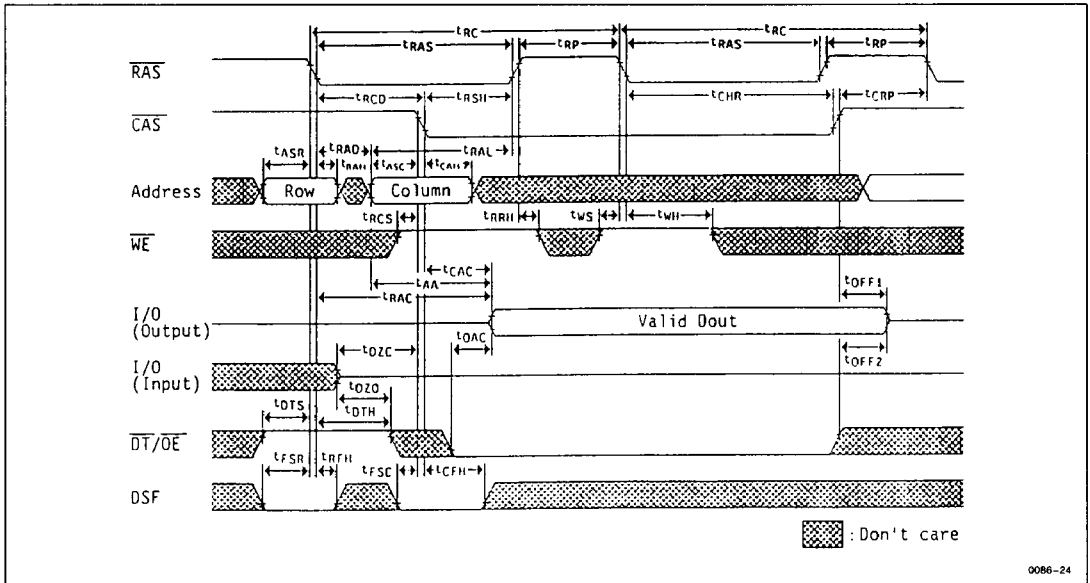 tRC tRC
tRAS tRP tRAS tRP
RAS
tRCD tRSH tCHR tCRP
CAS
tASR tRAD tRAL
tRAH tASC tCAH
Address Row Column
tRCS tRRH tWS tWH
WE
tCAC
tAA
tRAC tOFF1
I/O
(Output) Valid Dout
tOZC tOAC tOFF2
I/O
(Input)
tOZO
tDTS tDTH
DT/OE
tFSR tRFH tFSC tCFH
DSF
:Don't care
0086-24